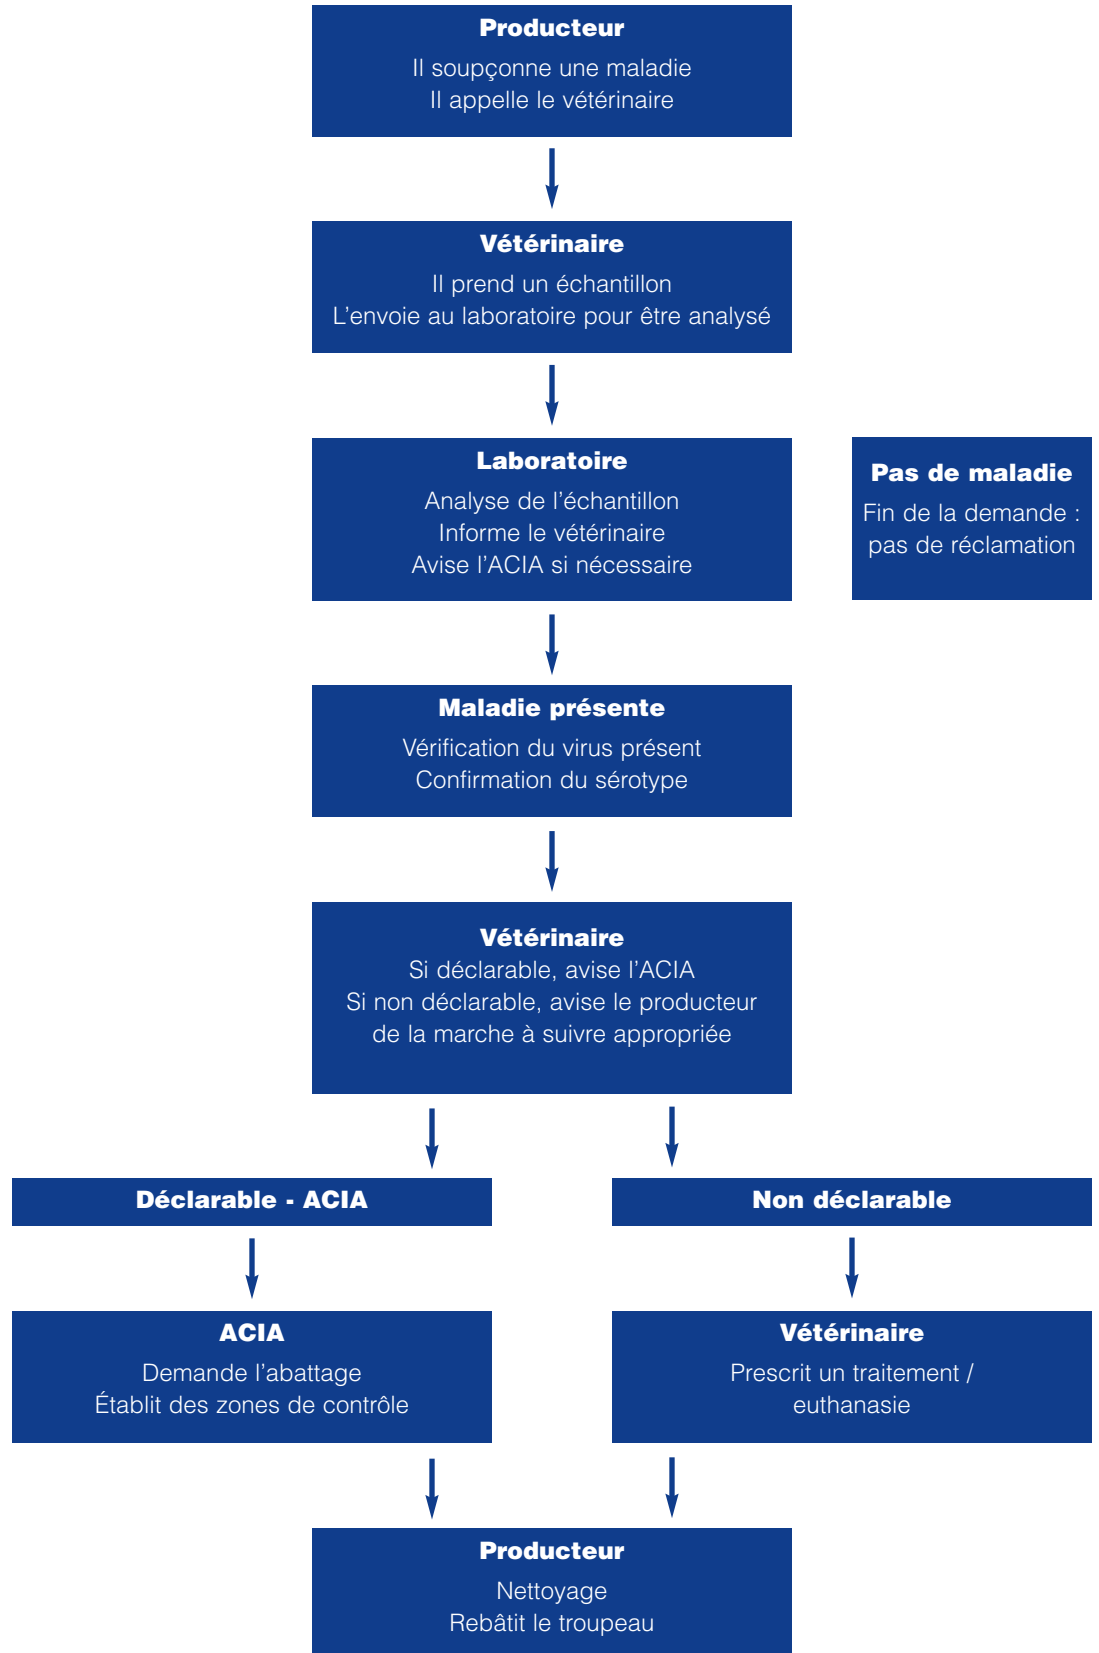 Producteur
Il soupçonne une maladie
Il appelle le vétérinaire
Vétérinaire
Il prend un échantillon
L’envoie au laboratoire pour être analysé
Laboratoire
Analyse de l’échantillon
Informe le vétérinaire
Avise l’ACIA si nécessaire
Pas de maladie
Fin de la demande :
pas de réclamation
Maladie présente
Vérification du virus présent
Confirmation du sérotype
Vétérinaire
Si déclarable, avise l’ACIA
Si non déclarable, avise le producteur
de la marche à suivre appropriée
Déclarable - ACIA
Non déclarable
ACIA
Demande l’abattage
Établit des zones de contrôle
Vétérinaire
Prescrit un traitement /
euthanasie
Producteur
Nettoyage
Rebâtit le troupeau